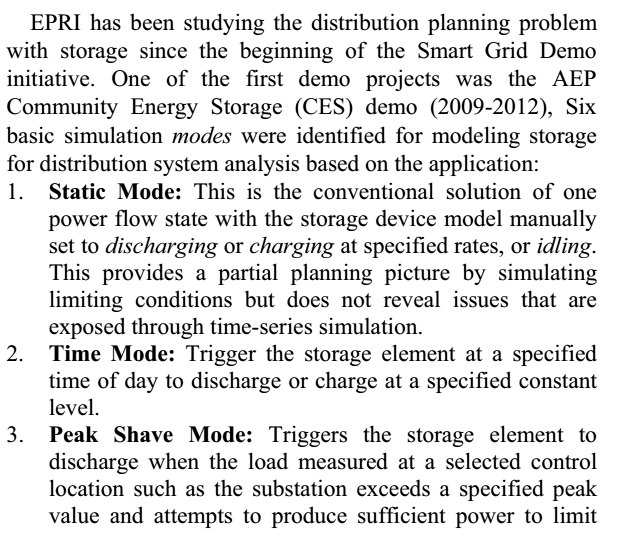 EPRI has been studying the distribution planning problem
with storage since the beginning of the Smart Grid Demo
initiative. One of the first demo projects was the AEP
Community Energy Storage (CES) demo (2009-2012), Six
basic simulation modes were identified for modeling storage
for distribution system analysis based on the application:
1. Static Mode: This is the conventional solution of one
power flow state with the storage device model manually
set to discharging or charging at specified rates, or idling.
This provides a partial planning picture by simulating
limiting conditions but does not reveal issues that are
exposed through time-series simulation.
2. Time Mode: Trigger the storage element at a specified
time of day to discharge or charge at a specified constant
level.
3. Peak Shave Mode: Triggers the storage element to
discharge when the load measured at a selected control
location such as the substation exceeds a specified peak
value and attempts to produce sufficient power to limit